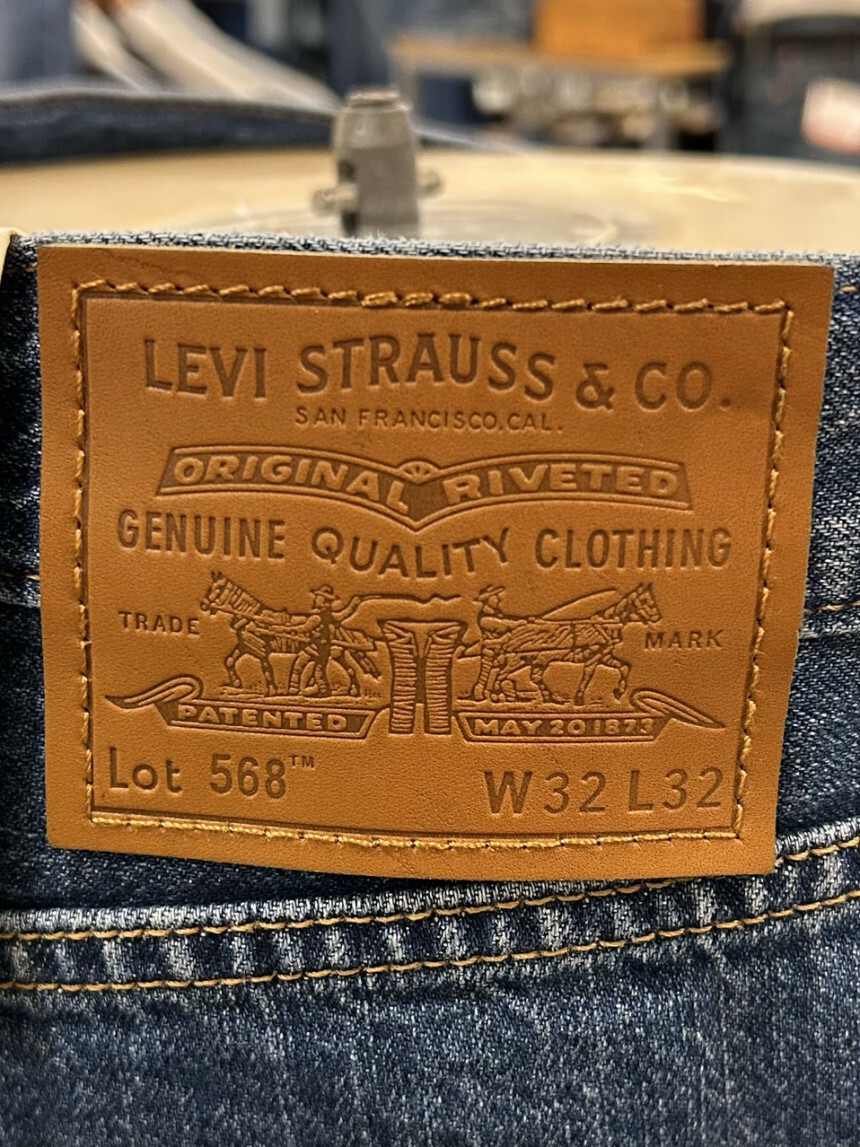 LEVI STRAUSS & CO.
SAN FRANCISCO, CAL.
ORIGINAL RIVETED
GENUINE QUALITY CLOTHING
TRADE MARK
PATENTED MAY 20 1873
Lot 568™ W32 L32